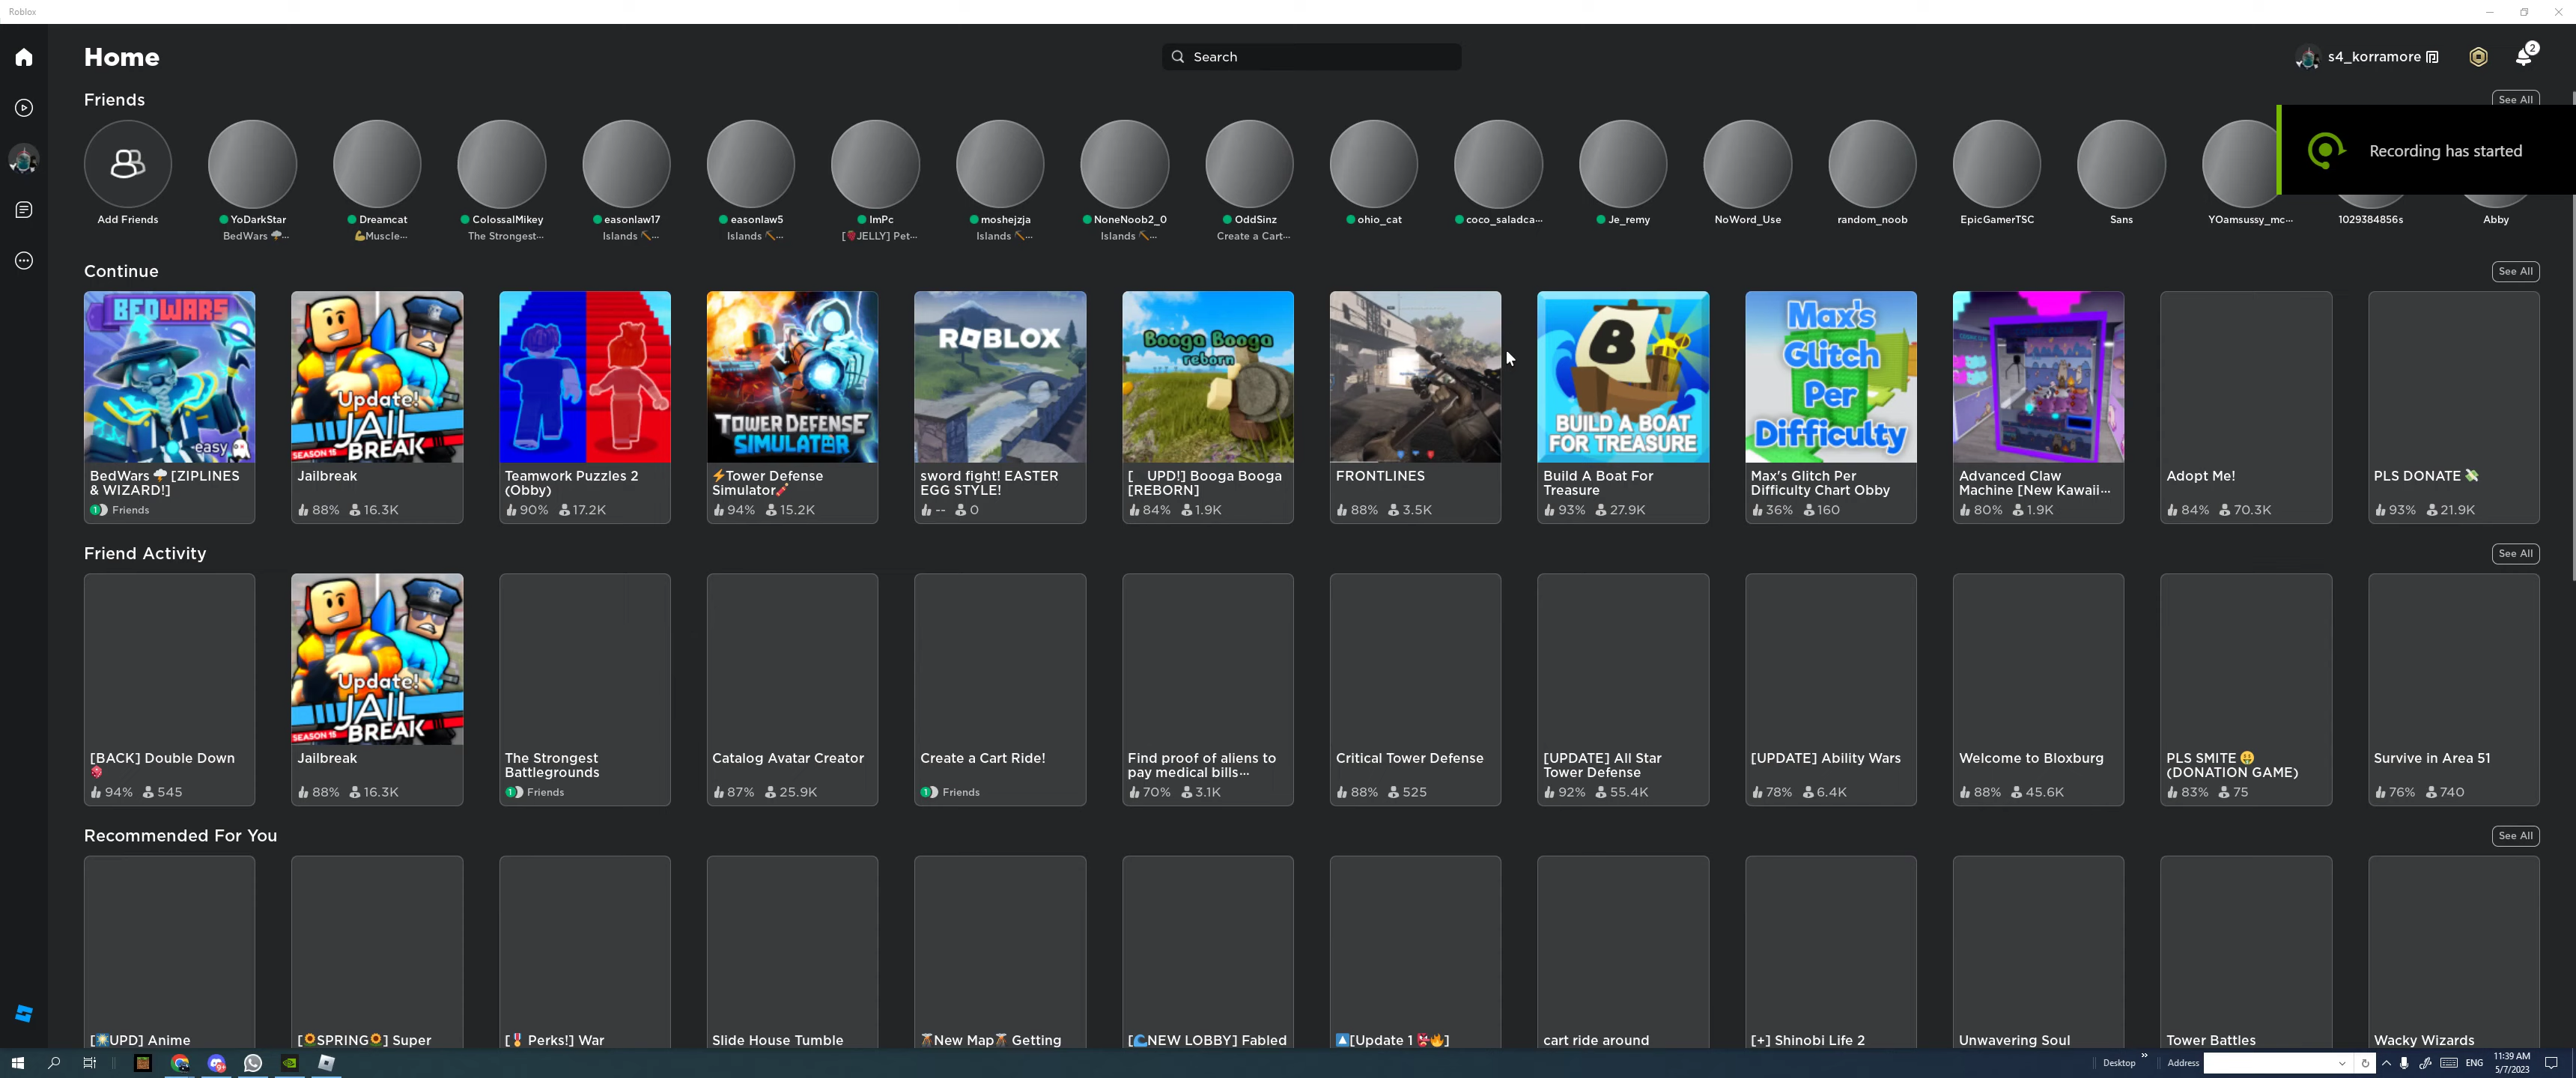 Roblox
Home
Search
s4_korramore
2
Friends
See All
Recording has started
Add Friends
YoDarkStar
BedWars 🌪️...
Dreamcat
💪Muscle...
ColossalMikey
The Strongest...
easonlaw17
Islands ⛏️...
easonlaw5
Islands ⛏️...
ImPc
[🪼JELLY] Pet...
moshejzja
Islands ⛏️...
NoneNoob2_0
Islands ⛏️...
OddSinz
Create a Cart...
ohio_cat
coco_saladca...
Je_remy
NoWord_Use
random_noob
EpicGamerTSC
Sans
YOamsussy_mc...
1029384856s
Abby
Continue
See All
BEDWARS
easy
BedWars 🌪️ [ZIPLINES
& WIZARD!]
1 Friends
Update!
JAIL
BREAK
SEASON 15
Jailbreak
88% 16.3K
Teamwork Puzzles 2
(Obby)
90% 17.2K
TOWER DEFENSE
SIMULATOR
⚡Tower Defense
Simulator🧨
94% 15.2K
ROBLOX
sword fight! EASTER
EGG STYLE!
-- 0
Booga Booga
reborn
[ UPD!] Booga Booga
[REBORN]
84% 1.9K
FRONTLINES
88% 3.5K
B
BUILD A BOAT
FOR TREASURE
Build A Boat For
Treasure
93% 27.9K
Max's
Glitch
Per
Difficulty
Max's Glitch Per
Difficulty Chart Obby
36% 160
Advanced Claw
Machine [New Kawaii...
80% 1.9K
Adopt Me!
84% 70.3K
PLS DONATE 💸
93% 21.9K
Friend Activity
See All
[BACK] Double Down
94% 545
Update!
JAIL
BREAK
SEASON 15
Jailbreak
88% 16.3K
The Strongest
Battlegrounds
1 Friends
Catalog Avatar Creator
87% 25.9K
Create a Cart Ride!
1 Friends
Find proof of aliens to
pay medical bills...
70% 3.1K
Critical Tower Defense
88% 525
[UPDATE] All Star
Tower Defense
92% 55.4K
[UPDATE] Ability Wars
78% 6.4K
Welcome to Bloxburg
88% 45.6K
PLS SMITE 🤑
(DONATION GAME)
83% 75
Survive in Area 51
76% 740
Recommended For You
See All
[UPD] Anime
[🌻SPRING🌻] Super
[🎖️ Perks!] War
Slide House Tumble
New Map Getting
[🌊NEW LOBBY] Fabled
[Update 1 👹🔥]
cart ride around
[+] Shinobi Life 2
Unwavering Soul
Tower Battles
Wacky Wizards
9+
Desktop
»
Address
ENG
11:39 AM
5/7/2023